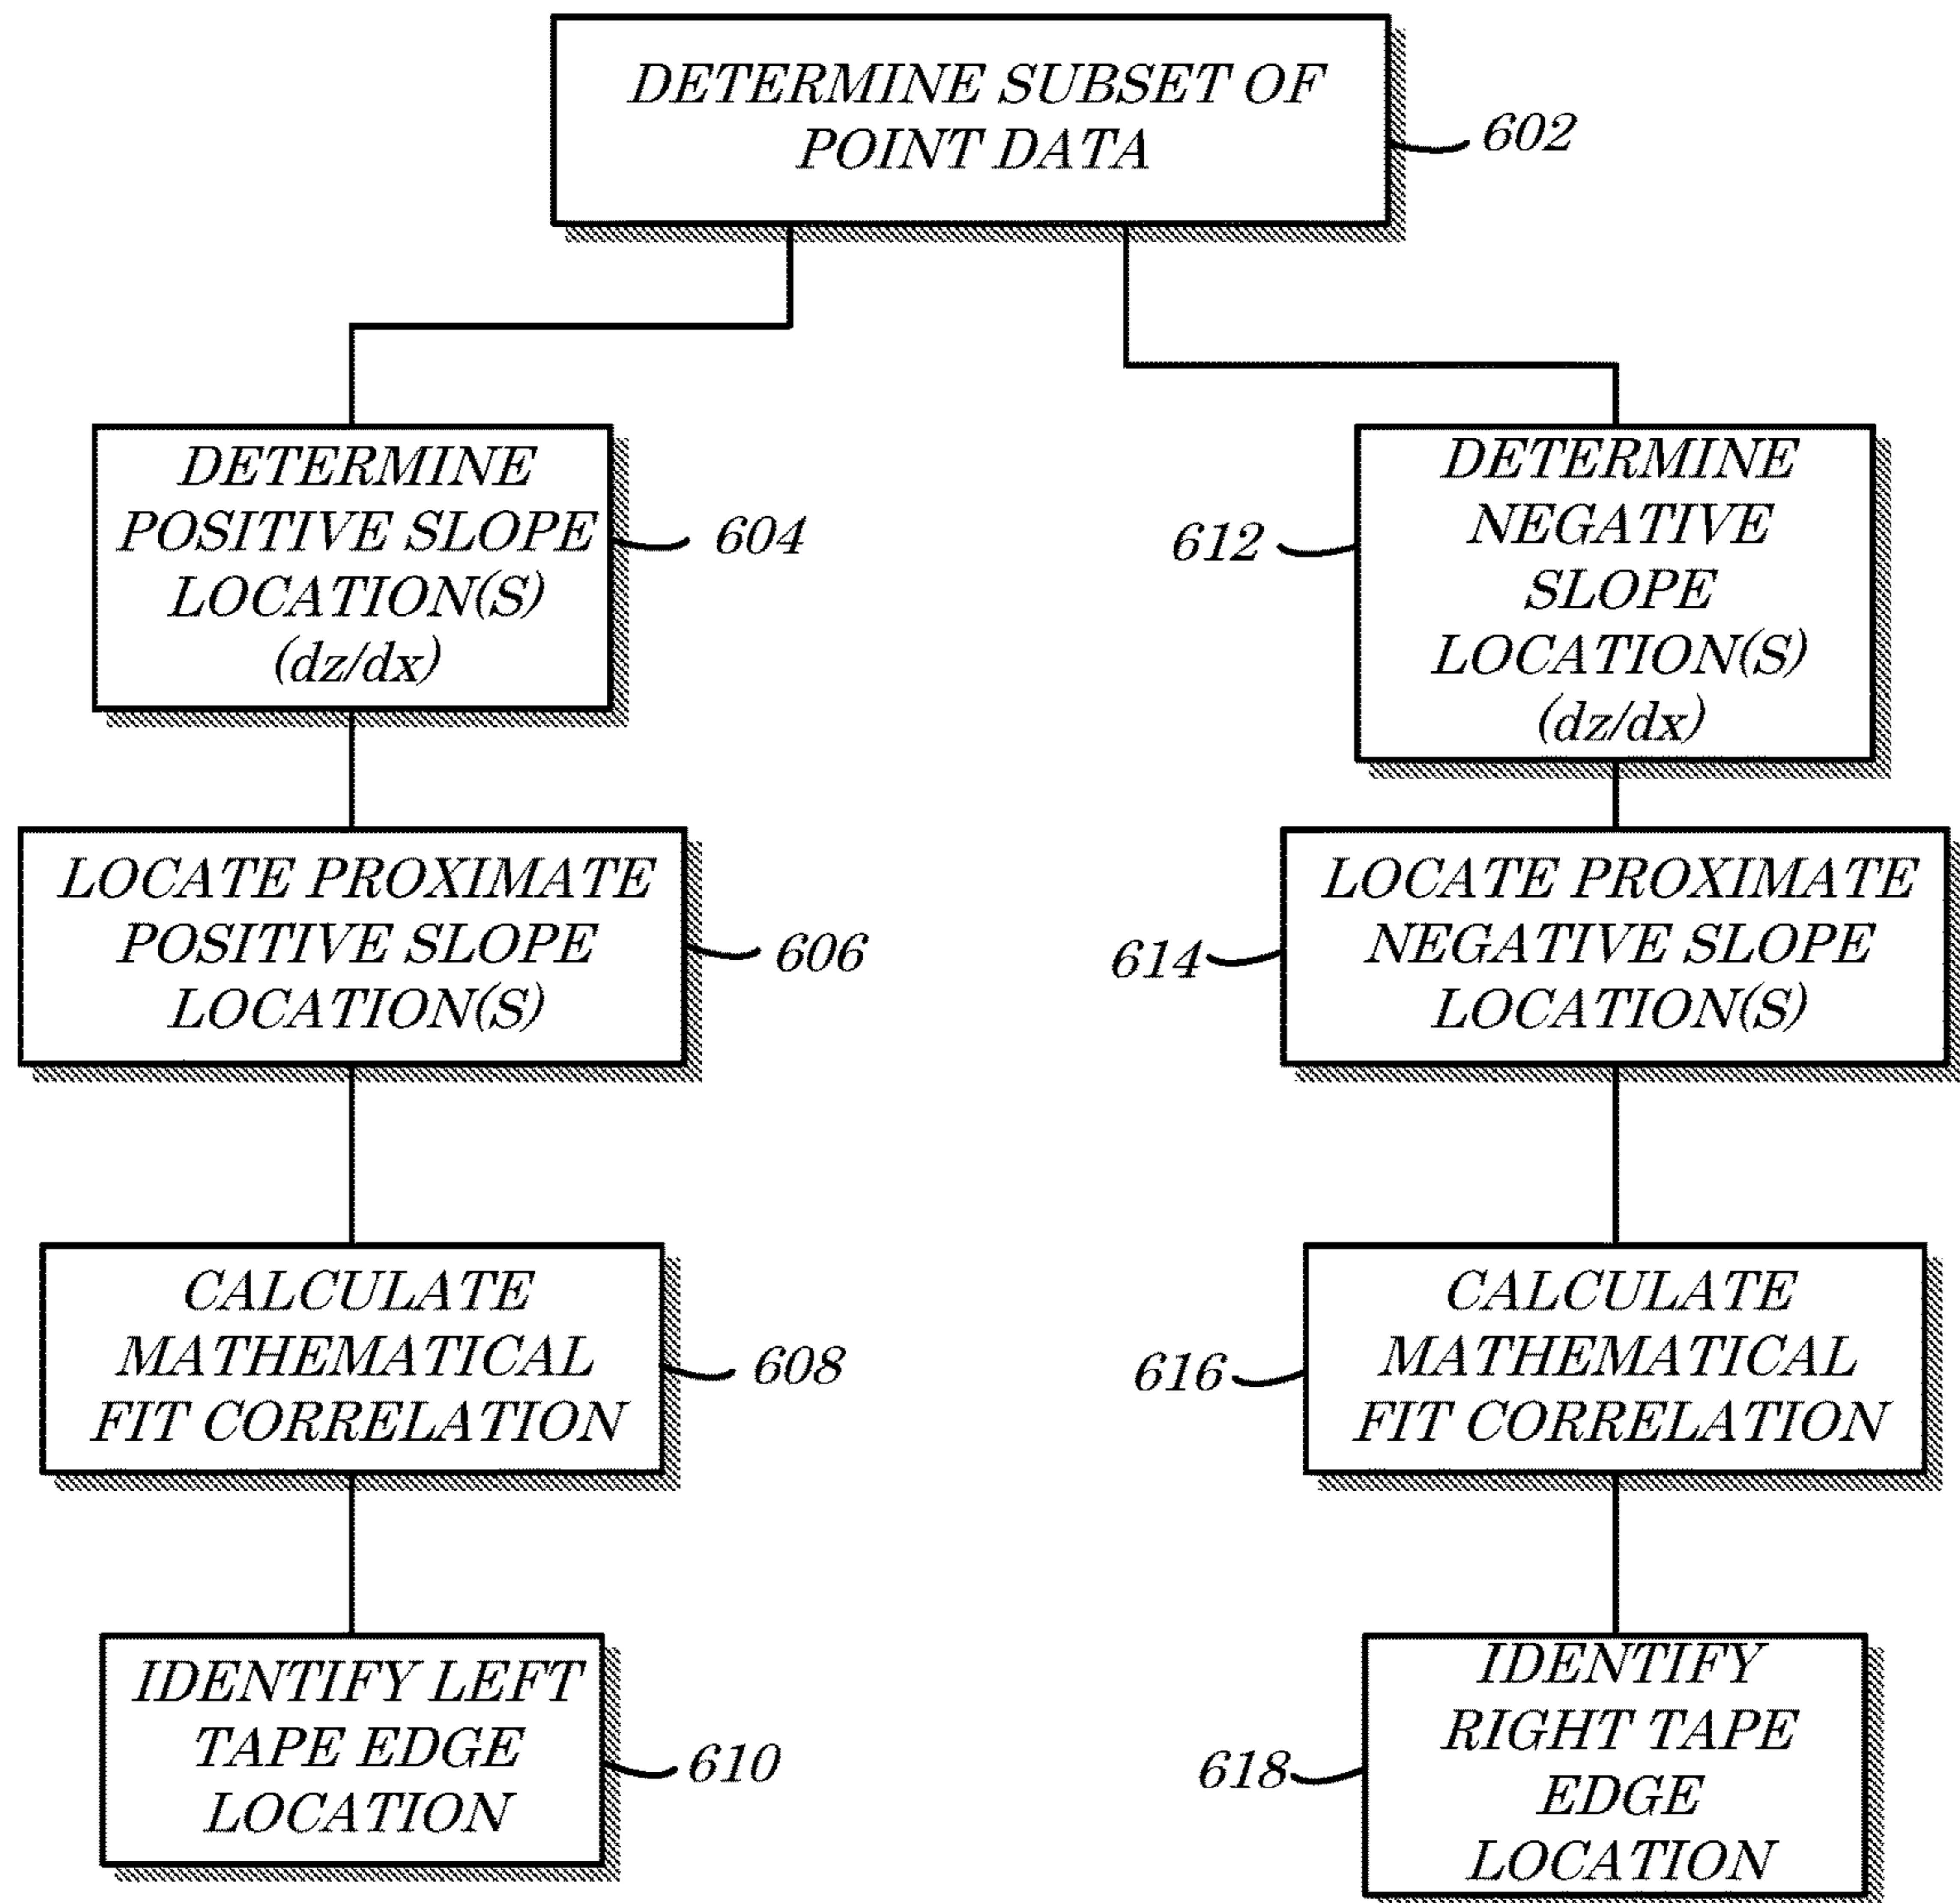 DETERMINE SUBSET OF
POINT DATA
602
DETERMINE
POSITIVE SLOPE
LOCATION(S)
(dz/dx)
604
LOCATE PROXIMATE
POSITIVE SLOPE
LOCATION(S)
606
CALCULATE
MATHEMATICAL
FIT CORRELATION
608
IDENTIFY LEFT
TAPE EDGE
LOCATION
610
DETERMINE
NEGATIVE
SLOPE
LOCATION(S)
(dz/dx)
612
LOCATE PROXIMATE
NEGATIVE SLOPE
LOCATION(S)
614
CALCULATE
MATHEMATICAL
FIT CORRELATION
616
IDENTIFY
RIGHT TAPE
EDGE
LOCATION
618